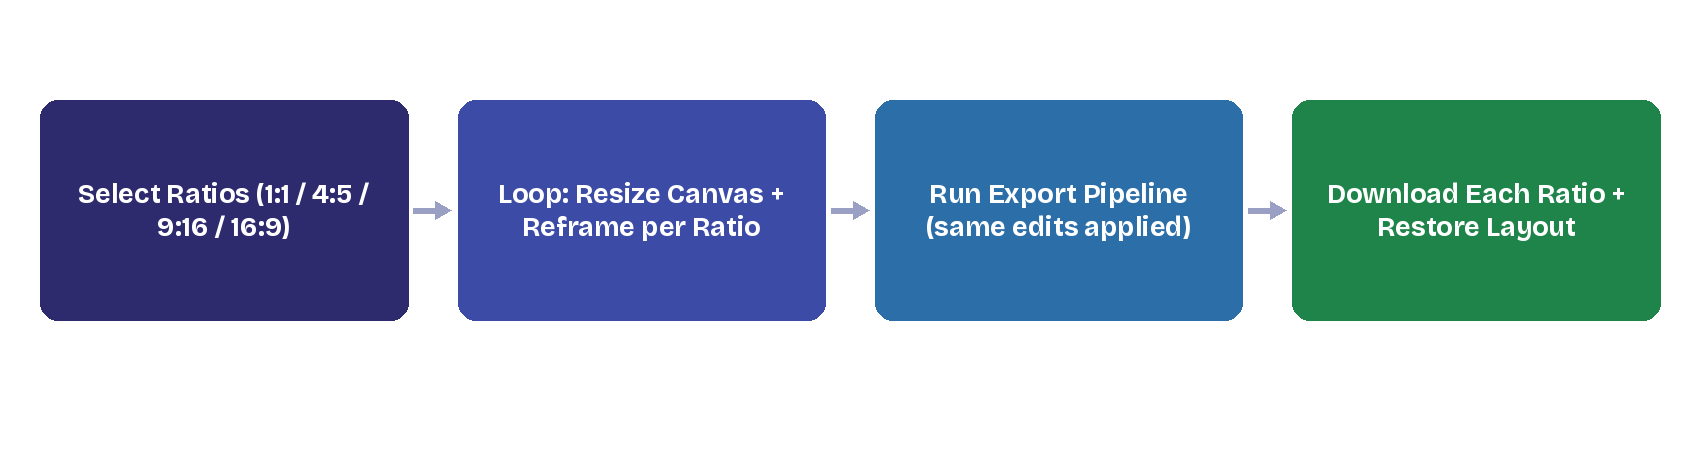 Select Ratios (1:1 / 4:5 /
9:16 / 16:9)
Loop: Resize Canvas +
Reframe per Ratio
Run Export Pipeline
(same edits applied)
Download Each Ratio +
Restore Layout